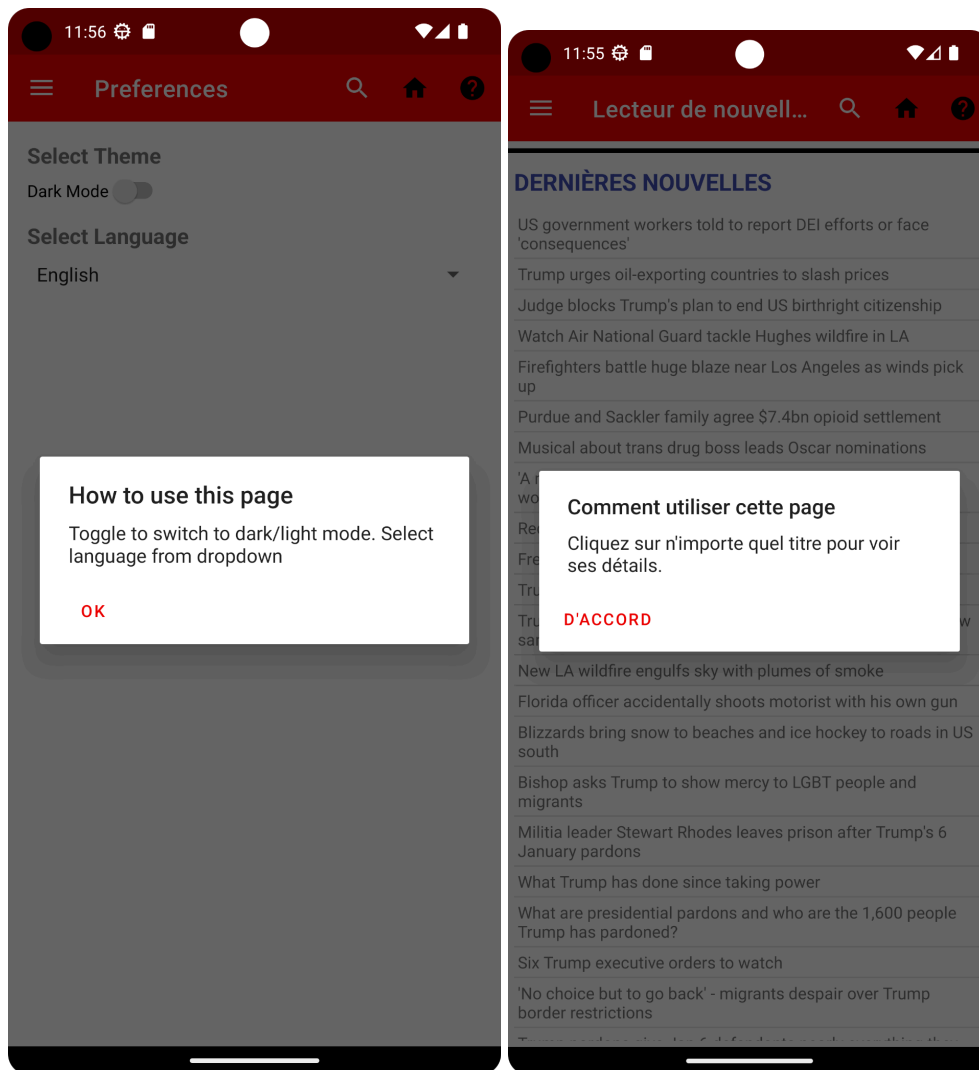 11:56
Preferences
Select Theme
Dark Mode
Select Language
English
How to use this page
Toggle to switch to dark/light mode. Select
language from dropdown
OK
11:55
Lecteur de nouvell...
DERNIÈRES NOUVELLES
US government workers told to report DEI efforts or face
'consequences'
Trump urges oil-exporting countries to slash prices
Judge blocks Trump's plan to end US birthright citizenship
Watch Air National Guard tackle Hughes wildfire in LA
Firefighters battle huge blaze near Los Angeles as winds pick
up
Purdue and Sackler family agree $7.4bn opioid settlement
Musical about trans drug boss leads Oscar nominations
Comment utiliser cette page
Cliquez sur n'importe quel titre pour voir
ses détails.
D'ACCORD
New LA wildfire engulfs sky with plumes of smoke
Florida officer accidentally shoots motorist with his own gun
Blizzards bring snow to beaches and ice hockey to roads in US
south
Bishop asks Trump to show mercy to LGBT people and
migrants
Militia leader Stewart Rhodes leaves prison after Trump's 6
January pardons
What Trump has done since taking power
What are presidential pardons and who are the 1,600 people
Trump has pardoned?
Six Trump executive orders to watch
'No choice but to go back' - migrants despair over Trump
border restrictions